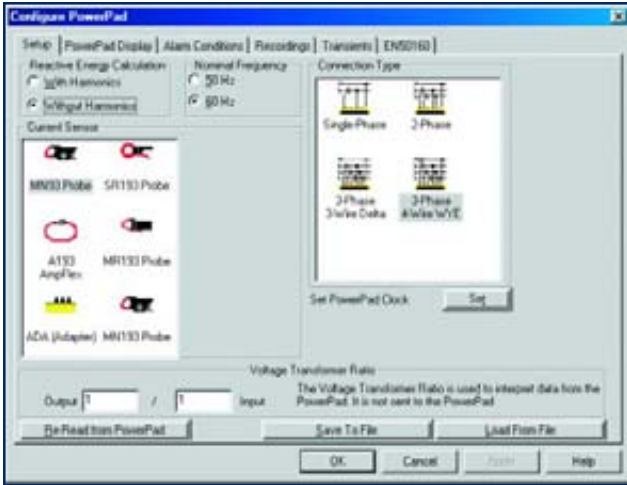 Configure PowerPad
Setup PowerPad Display Alarm Conditions Recordings Transients EN50160
Reactive Energy Calculation
With Harmonics
Without Harmonics
Nominal Frequency
50 Hz
60 Hz
Connection Type
Single-Phase 2-Phase
3-Phase 3-Wire Delta
3-Phase 4-Wire WYE
Current Sensor
MN93 Probe SR193 Probe
A193 AmpFlex
MR193 Probe
ADA (Adapter) MN193 Probe
Set PowerPad Clock Set
Voltage Transformer Ratio
Output 1 / 1 Input
The Voltage Transformer Ratio is used to interpret data from the
PowerPad. It is not sent to the PowerPad
Re-Read from PowerPad Save To File Load From File
OK Cancel Apply Help